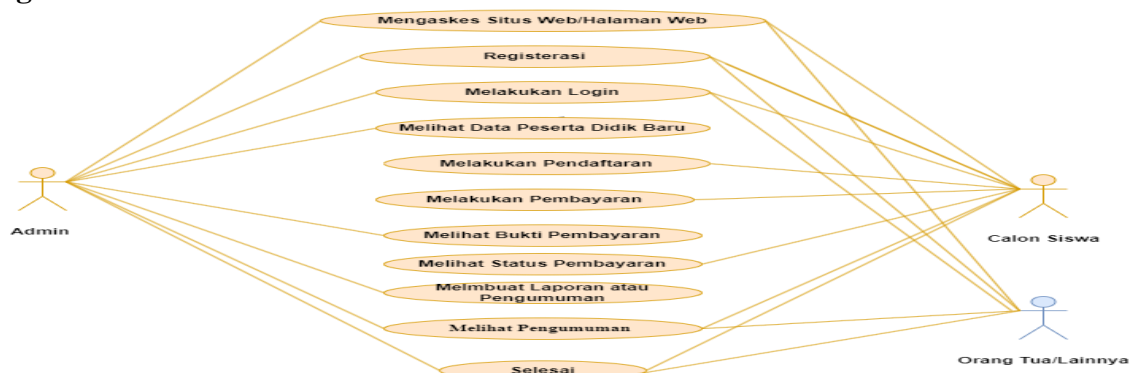 Mengaskes Situs Web/Halaman Web
Registerasi
Melakukan Login
Melihat Data Peserta Didik Baru
Melakukan Pendaftaran
Melakukan Pembayaran
Admin
Melihat Bukti Pembayaran
Calon Siswa
Melihat Status Pembayaran
Meimbuat Laporan atau
Pengumuman
Melihat Pengumuman
Orang Tua/Lainnya
Selesai